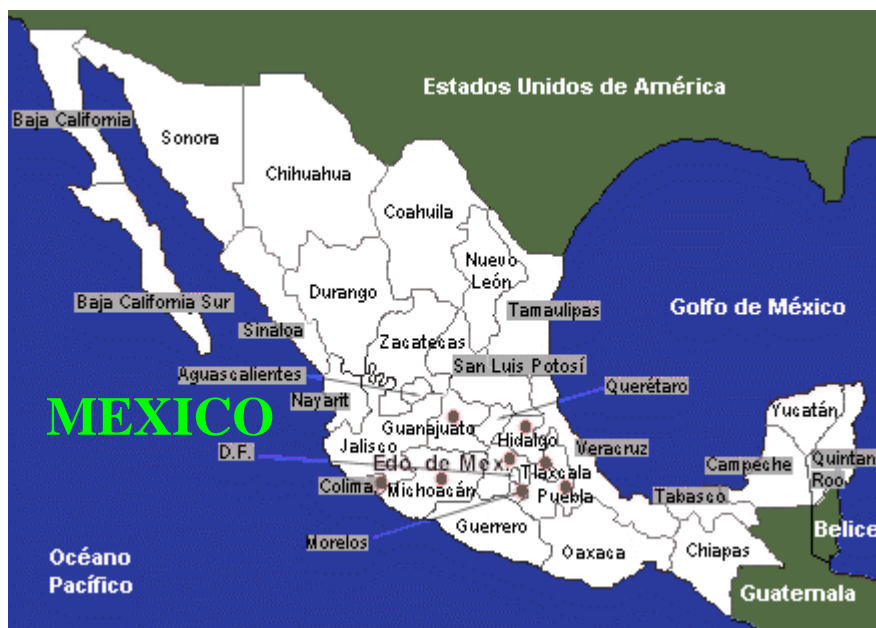 Estados Unidos de América
Baja California
Sonora
Chihuahua
Coahuila
Nuevo
León
Durango
Baja California Sur
Sinaloa
Tamaulipas
Golfo de México
Zacatecas
San Luis Potosí
Aguascalientes
Querétaro
Nayarit
MEXICO
Yucatán
Guanajuato
Hidalgo
Jalisco
Veracruz
D.F.
Edo. de Mex
Tlaxcala
Campeche
Quintan
Roo
Colima
Michoacán
Puebla
Tabasco
Guerrero
Belice
Morelos
Oaxaca
Chiapas
Océano
Pacífico
Guatemala